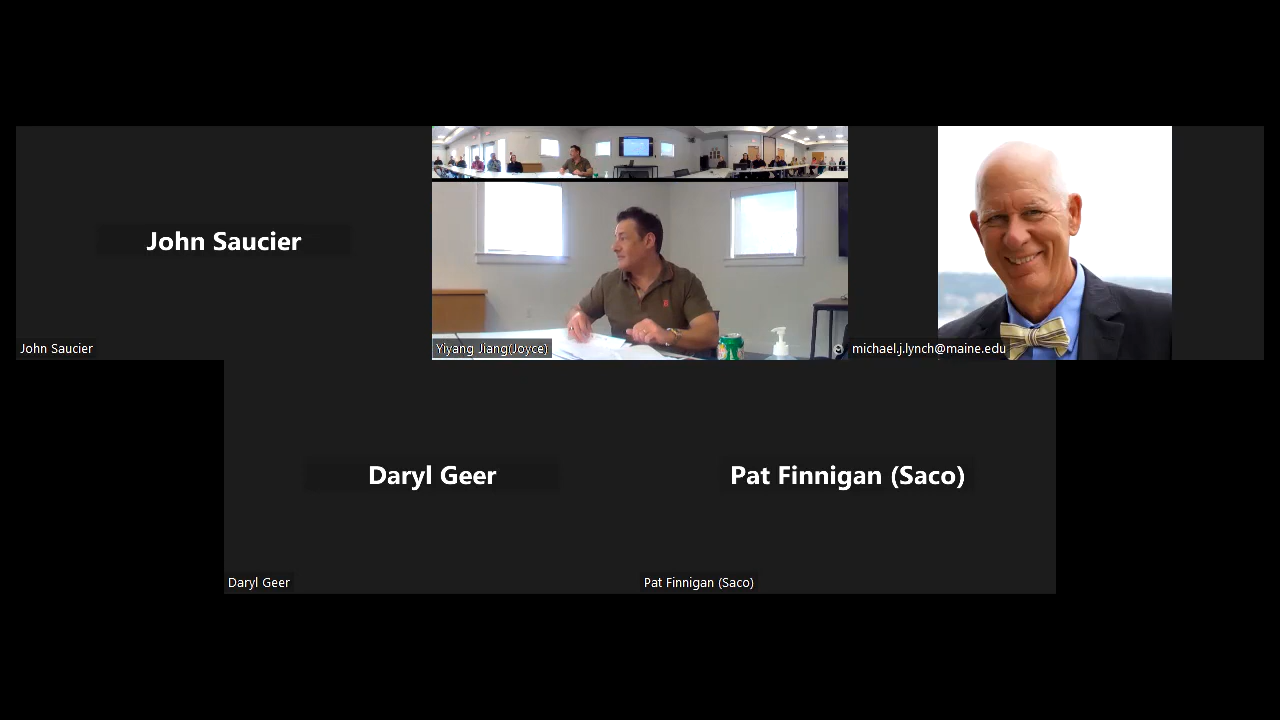 John Saucier
John Saucier
Yiyang Jiang(Joyce)
michael.j.lynch@maine.edu
Daryl Geer
Pat Finnigan (Saco)
Daryl Geer
Pat Finnigan (Saco)